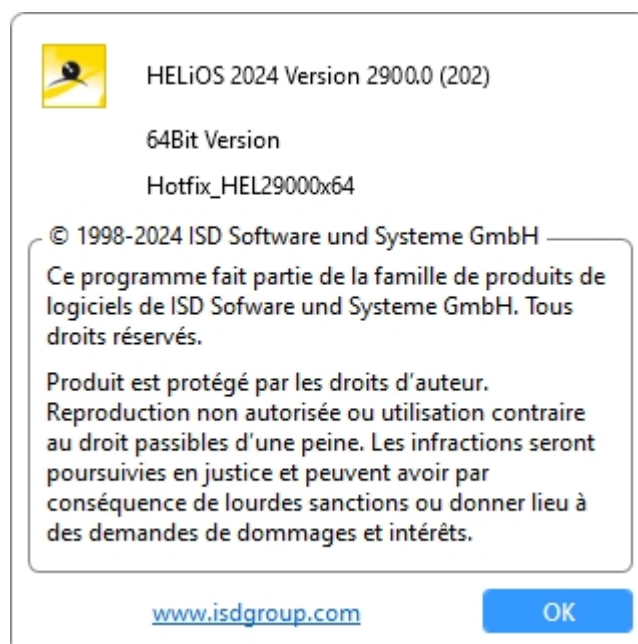 HELiOS 2024 Version 2900.0 (202)
64Bit Version
Hotfix_HEL29000x64
© 1998-2024 ISD Software und Systeme GmbH
Ce programme fait partie de la famille de produits de
logiciels de ISD Sofware und Systeme GmbH. Tous
droits réservés.
Produit est protégé par les droits d'auteur.
Reproduction non autorisée ou utilisation contraire
au droit passibles d'une peine. Les infractions seront
poursuivies en justice et peuvent avoir par
conséquence de lourdes sanctions ou donner lieu à
des demandes de dommages et intérêts.
www.isdgroup.com
OK